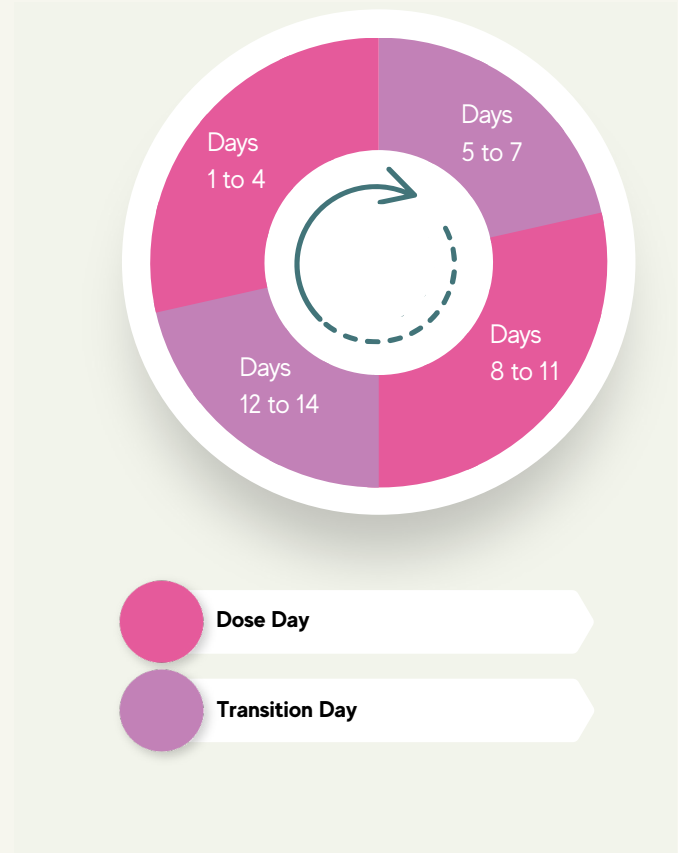 Days
1 to 4
Days
5 to 7
Days
8 to 11
Days
12 to 14
Dose Day
Transition Day